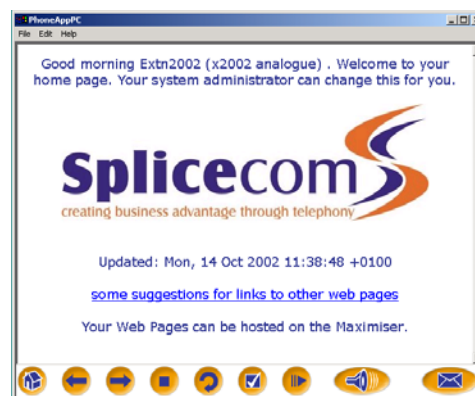 PhoneAppPC
File Edit Help
Good morning Extn2002 (x2002 analogue) . Welcome to your
home page. Your system administrator can change this for you.
Splicecom
creating business advantage through telephony
Updated: Mon, 14 Oct 2002 11:38:48 +0100
some suggestions for links to other web pages
Your Web Pages can be hosted on the Maximiser.